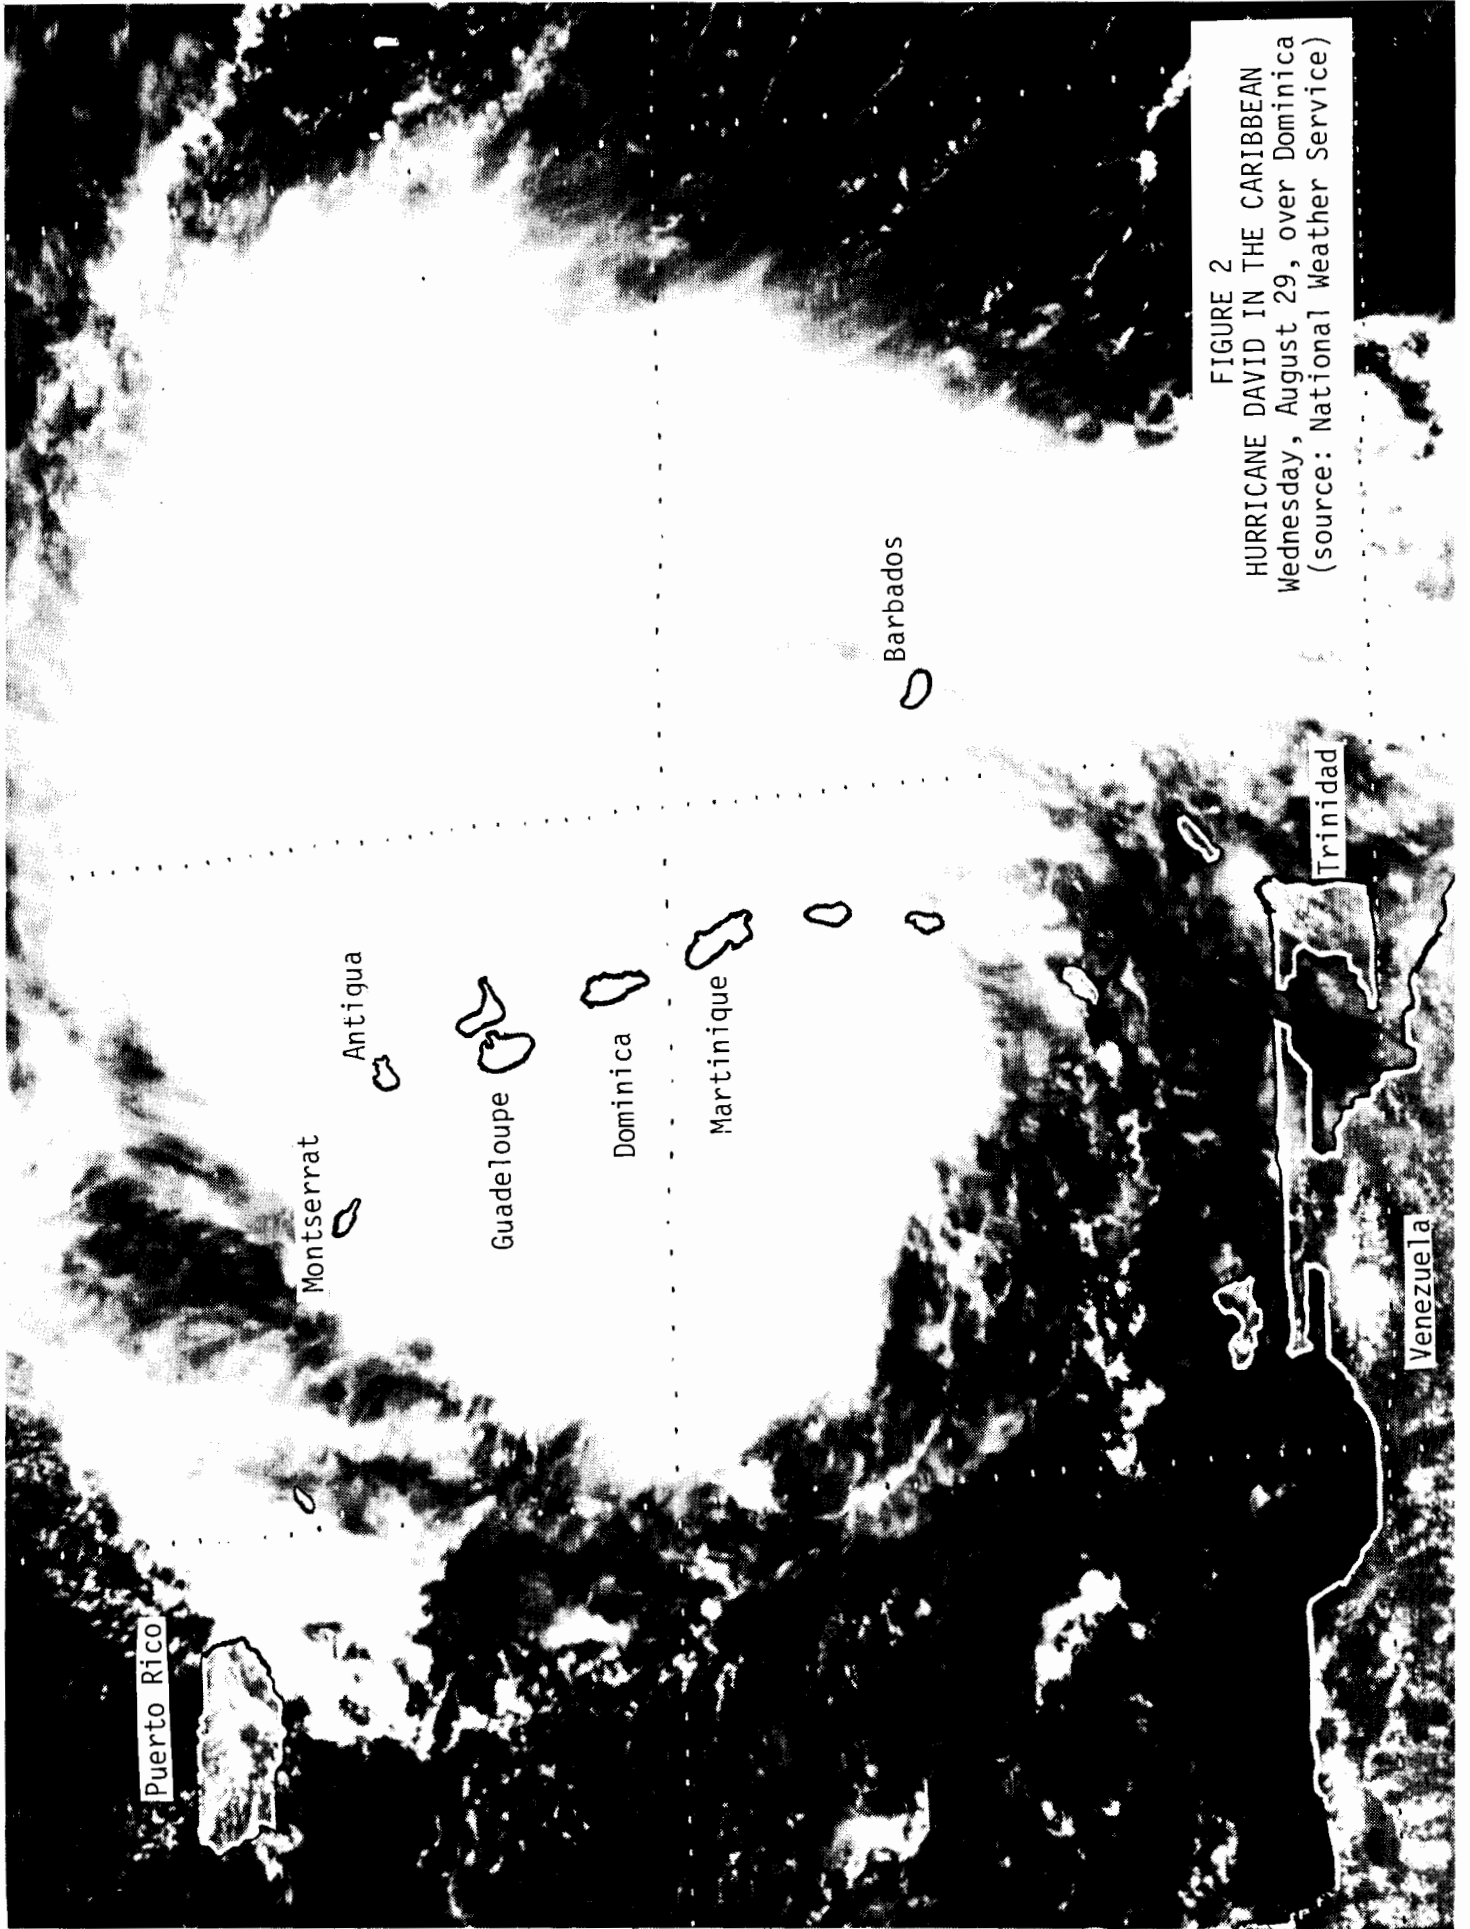 Puerto Rico
Montserrat
Antigua
Guadeloupe
Dominica
Martinique
Barbados
Trinidad
Venezuela
FIGURE 2
HURRICANE DAVID IN THE CARIBBEAN
Wednesday, August 29, over Dominica
(source: National Weather Service)